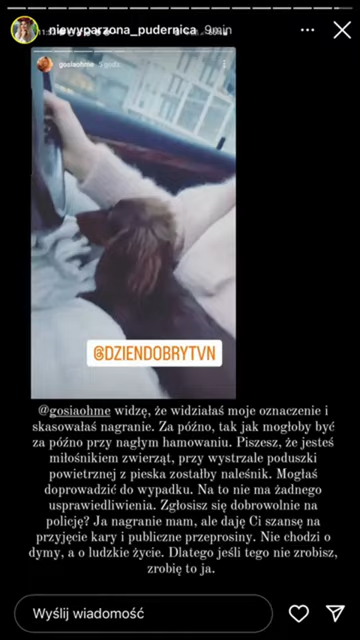 niewyparzona_pudernica 9min
gosiaohme 5 godz.
@DZIENDOBRYTVN
@gosiaohme widzę, że widziałaś moje oznaczenie i
skasowałaś nagranie. Za późno, tak jak mogłoby być
za późno przy nagłym hamowaniu. Piszesz, że jesteś
miłośnikiem zwierząt, przy wystrzale poduszki
powietrznej z pieska zostałby naleśnik. Mogłaś
doprowadzić do wypadku. Na to nie ma żadnego
usprawiedliwienia. Zgłosisz się dobrowolnie na
policję? Ja nagranie mam, ale daję Ci szansę na
przyjęcie kary i publiczne przeprosiny. Nie chodzi o
dymy, a o ludzkie życie. Dlatego jeśli tego nie zrobisz,
zrobię to ja.
Wyślij wiadomość